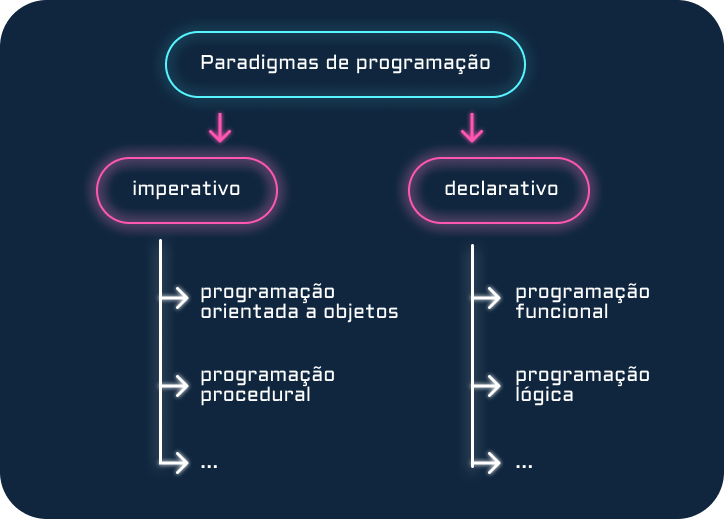 Paradigmas de programação
imperativo
declarativo
programação
orientada a objetos
programação
procedural
...
programação
funcional
programação
lógica
...